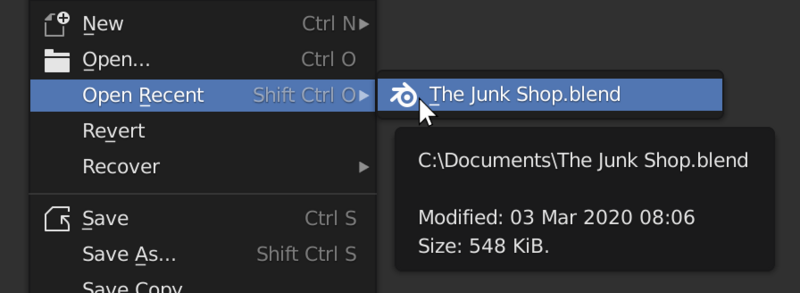 New Ctrl N
Open... Ctrl O
Open Recent Shift Ctrl O
The Junk Shop.blend
Revert
Recover
C:\Documents\The Junk Shop.blend
Modified: 03 Mar 2020 08:06
Size: 548 KiB.
Save Ctrl S
Save As... Shift Ctrl S
Save Copy